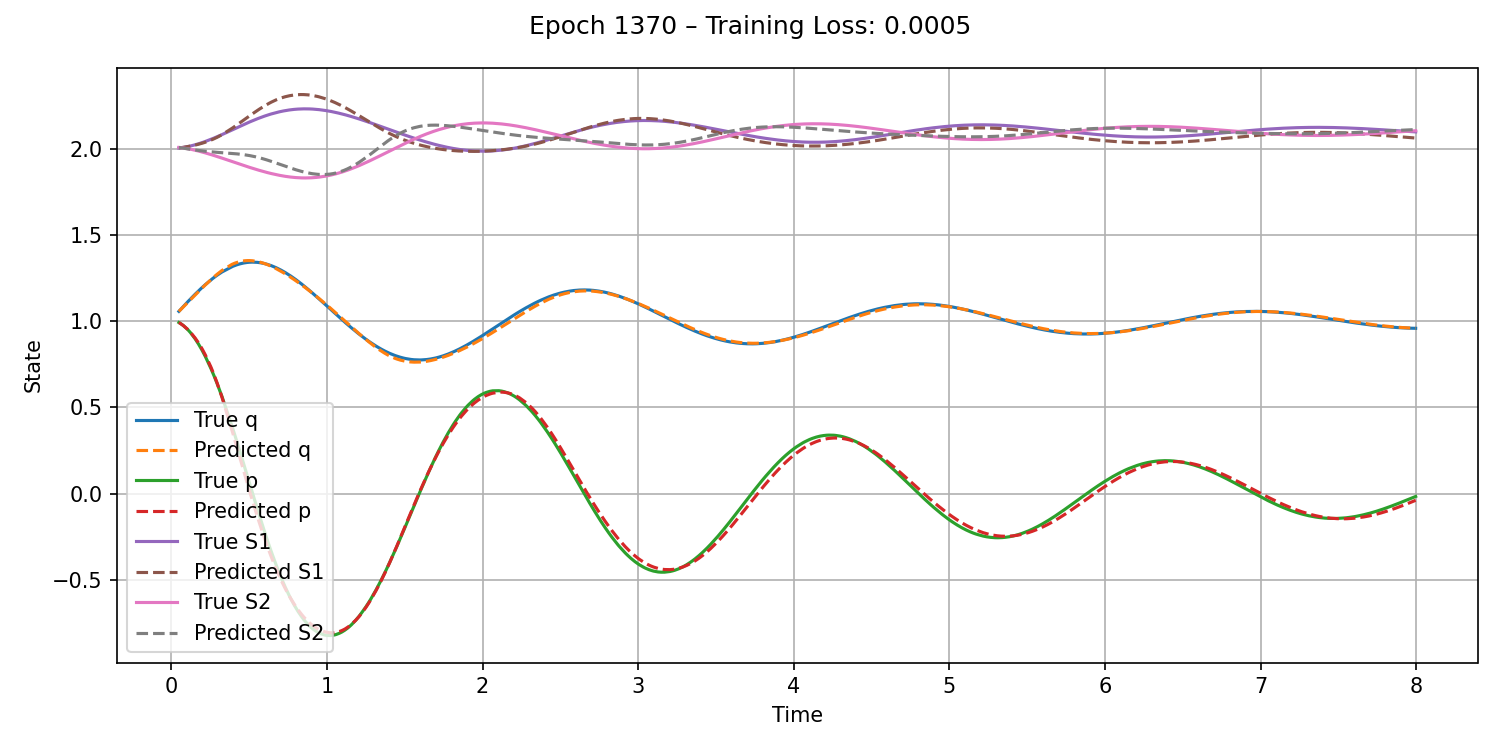 Epoch 1370 – Training Loss: 0.0005
State
2.0
1.5
1.0
0.5
0.0
−0.5
True q
Predicted q
True p
Predicted p
True S1
Predicted S1
True S2
Predicted S2
0 1 2 3 4 5 6 7 8
Time